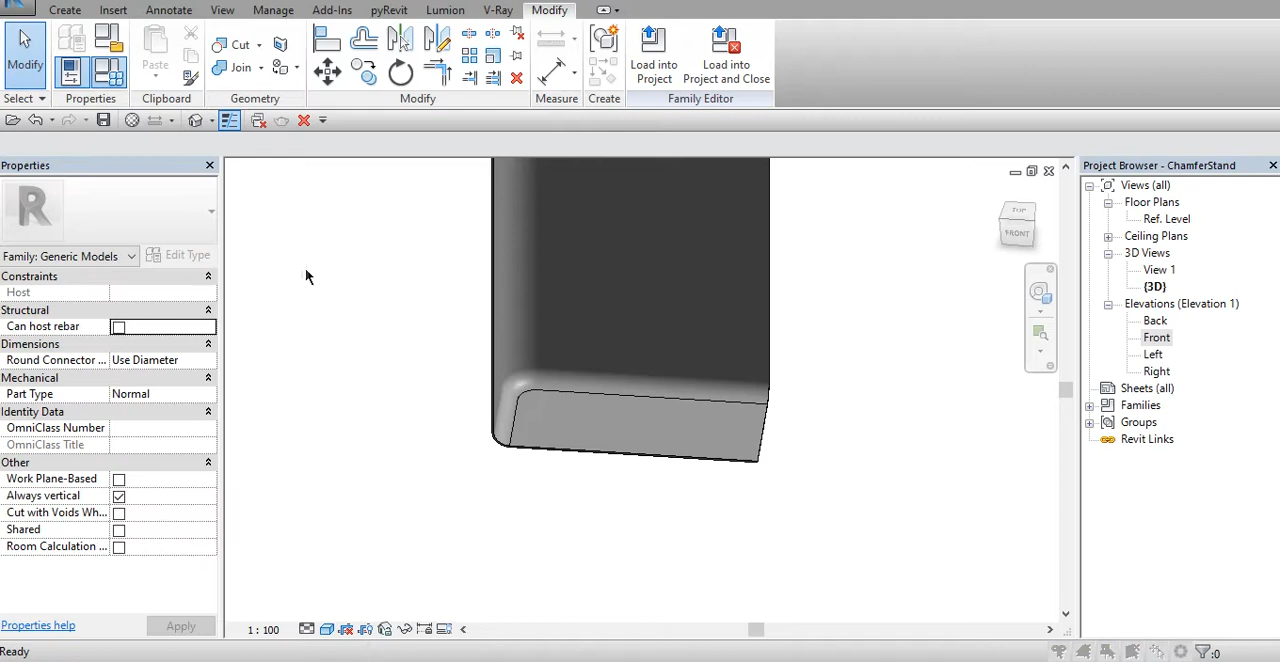 Create Insert Annotate View Manage Add-Ins pyRevit Lumion V-Ray Modify
Cut
Join
Modify
Paste
Load into
Project
Load into
Project and Close
Select Properties Clipboard Geometry Modify Measure Create Family Editor
Properties
R
Family: Generic Models Edit Type
Constraints
Host
Structural
Can host rebar
Dimensions
Round Connector ... Use Diameter
Mechanical
Part Type Normal
Identity Data
OmniClass Number
OmniClass Title
Other
Work Plane-Based
Always vertical
Cut with Voids Wh...
Shared
Room Calculation ...
Properties help Apply
TOP
FRONT
Project Browser - ChamferStand
Views (all)
Floor Plans
Ref. Level
Ceiling Plans
3D Views
View 1
{3D}
Elevations (Elevation 1)
Back
Front
Left
Right
Sheets (all)
Families
Groups
Revit Links
1 : 100
Ready
:0